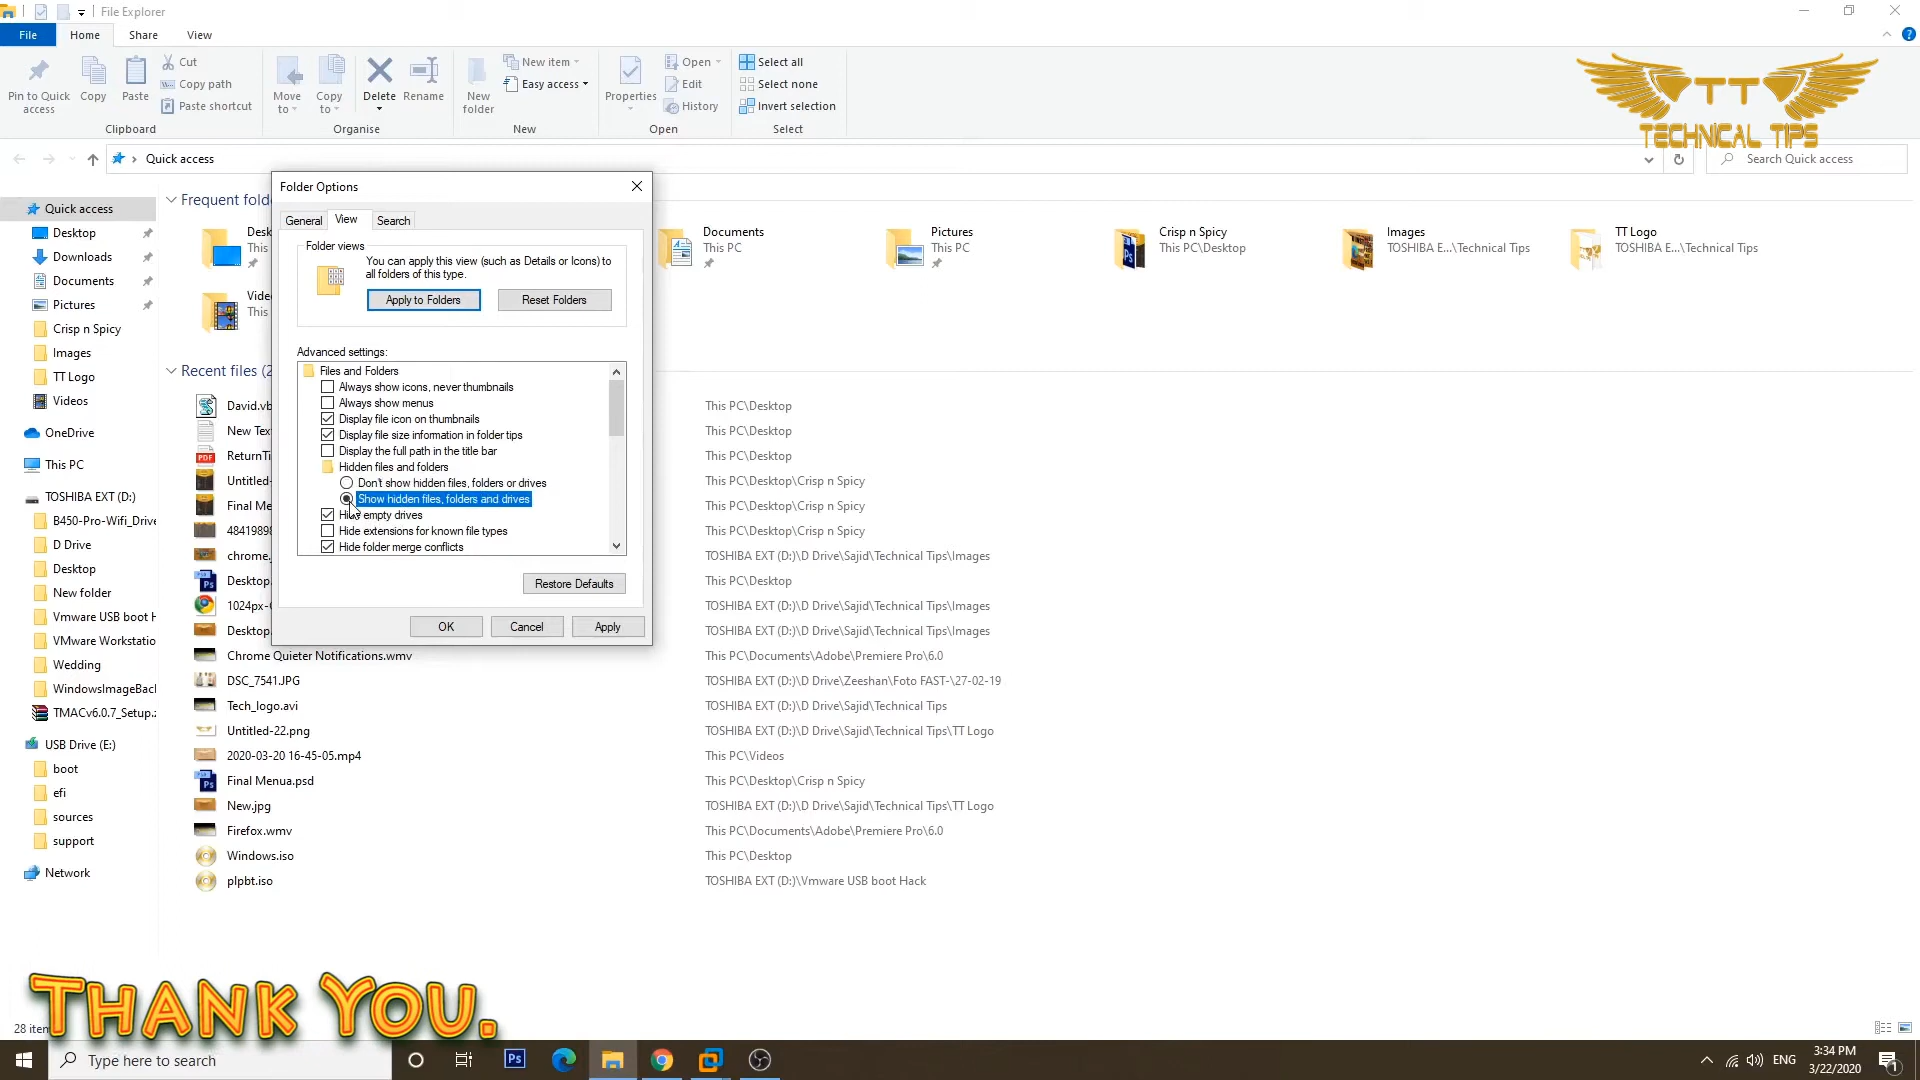 File Explorer
File Home Share View
Pin to Quick access
Copy
Paste
Cut
Copy path
Paste shortcut
Clipboard
Move to
Copy to
Delete
Rename
Organise
New folder
New item
Easy access
New
Properties
Open
Edit
History
Open
Select all
Select none
Invert selection
Select
TT
TECHNICAL TIPS
Quick access
Search Quick access
Quick access
Desktop
Downloads
Documents
Pictures
Crisp n Spicy
Images
TT Logo
Videos
OneDrive
This PC
TOSHIBA EXT (D:)
B450-Pro-Wifi_Drive
D Drive
Desktop
New folder
Vmware USB boot H
VMware Workstatio
Wedding
WindowsImageBacl
TMACv6.0.7_Setup.z
USB Drive (E:)
boot
efi
sources
support
Network
Frequent folde
Desk
This
Documents
This PC
Pictures
This PC
Crisp n Spicy
This PC\Desktop
Images
TOSHIBA E...\Technical Tips
TT Logo
TOSHIBA E...\Technical Tips
Video
This
Folder Options
General View Search
Folder views
You can apply this view (such as Details or Icons) to
all folders of this type.
Apply to Folders Reset Folders
Advanced settings:
Files and Folders
Always show icons, never thumbnails
Always show menus
Display file icon on thumbnails
Display file size information in folder tips
Display the full path in the title bar
Hidden files and folders
Don't show hidden files, folders or drives
Show hidden files, folders and drives
Hide empty drives
Hide extensions for known file types
Hide folder merge conflicts
Restore Defaults
OK Cancel Apply
Recent files (2
David.vb This PC\Desktop
New Tex This PC\Desktop
ReturnTi This PC\Desktop
Untitled- This PC\Desktop\Crisp n Spicy
Final Me This PC\Desktop\Crisp n Spicy
48419898 This PC\Desktop\Crisp n Spicy
chrome. TOSHIBA EXT (D:)\D Drive\Sajid\Technical Tips\Images
Desktop. This PC\Desktop
1024px-C TOSHIBA EXT (D:)\D Drive\Sajid\Technical Tips\Images
Desktop. TOSHIBA EXT (D:)\D Drive\Sajid\Technical Tips\Images
Chrome Quieter Notifications.wmv This PC\Documents\Adobe\Premiere Pro\6.0
DSC_7541.JPG TOSHIBA EXT (D:)\D Drive\Zeeshan\Foto FAST-\27-02-19
Tech_logo.avi TOSHIBA EXT (D:)\D Drive\Sajid\Technical Tips
Untitled-22.png TOSHIBA EXT (D:)\D Drive\Sajid\Technical Tips\TT Logo
2020-03-20 16-45-05.mp4 This PC\Videos
Final Menua.psd This PC\Desktop\Crisp n Spicy
New.jpg TOSHIBA EXT (D:)\D Drive\Sajid\Technical Tips\TT Logo
Firefox.wmv This PC\Documents\Adobe\Premiere Pro\6.0
Windows.iso This PC\Desktop
plpbt.iso TOSHIBA EXT (D:)\Vmware USB boot Hack
THANK YOU.
28 item
Type here to search
Ps
ENG
3:34 PM
3/22/2020
1